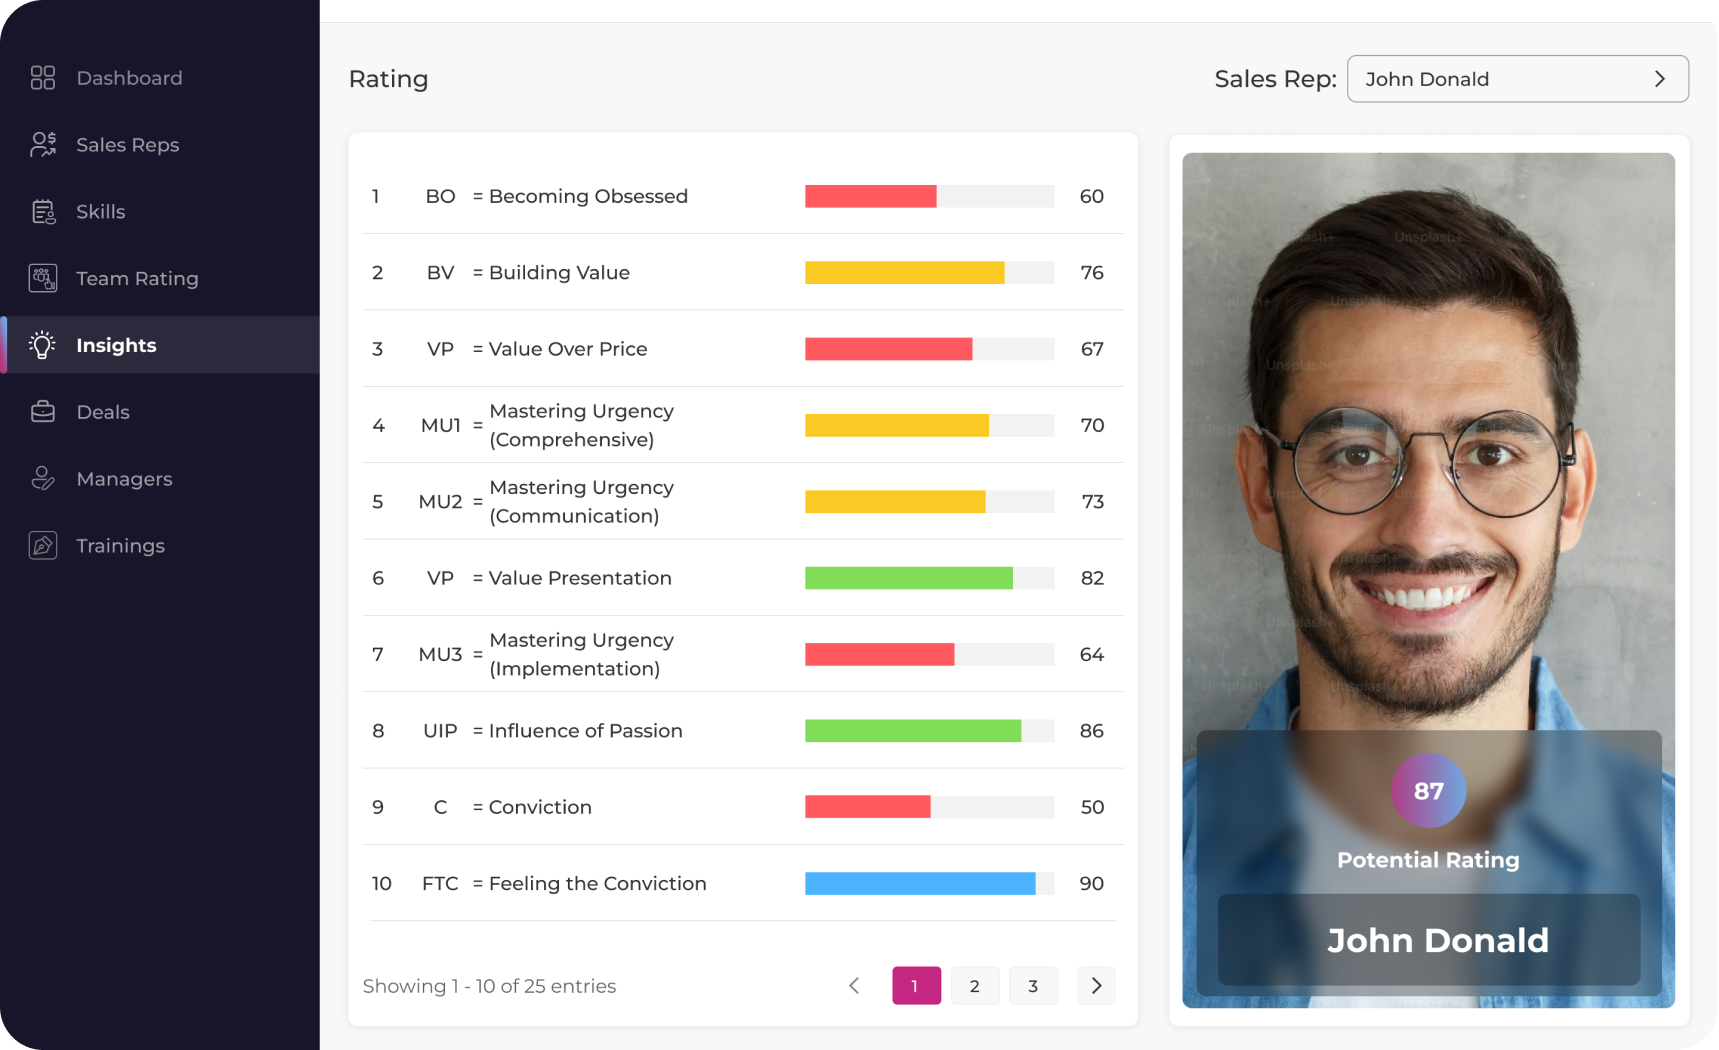 Dashboard
Sales Reps
Skills
Team Rating
Insights
Deals
Managers
Trainings
Rating
Sales Rep: John Donald
1 BO = Becoming Obsessed 60
2 BV = Building Value 76
3 VP = Value Over Price 67
4 MU1 = Mastering Urgency
(Comprehensive) 70
5 MU2 = Mastering Urgency
(Communication) 73
6 VP = Value Presentation 82
7 MU3 = Mastering Urgency
(Implementation) 64
8 UIP = Influence of Passion 86
9 C = Conviction 50
10 FTC = Feeling the Conviction 90
Showing 1 - 10 of 25 entries
1 2 3
Unsplash+
87
Potential Rating
John Donald